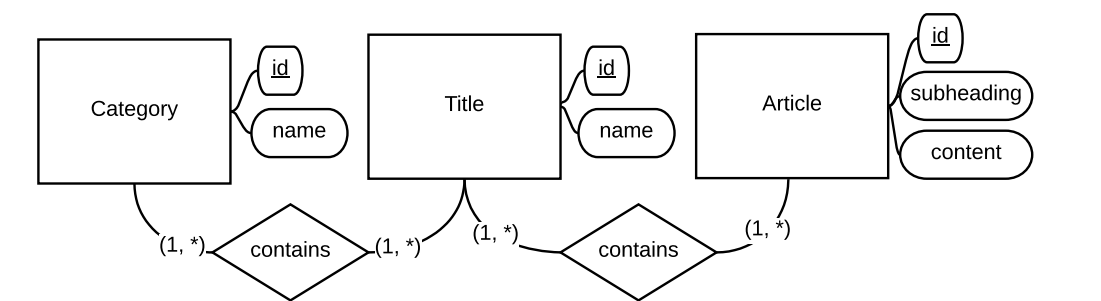 Category
id
name
Title
id
name
Article
id
subheading
content
(1, *)
contains
(1, *)
(1, *)
contains
(1, *)